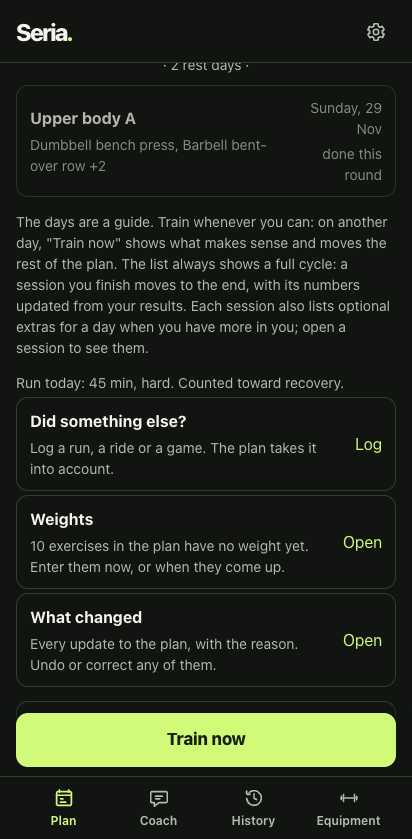 Seria.
· 2 rest days ·
Upper body A
Dumbbell bench press, Barbell bent-
over row +2
Sunday, 29
Nov
done this
round
The days are a guide. Train whenever you can: on another
day, "Train now" shows what makes sense and moves the
rest of the plan. The list always shows a full cycle: a
session you finish moves to the end, with its numbers
updated from your results. Each session also lists optional
extras for a day when you have more in you; open a
session to see them.
Run today: 45 min, hard. Counted toward recovery.
Did something else?
Log a run, a ride or a game. The plan takes it
into account.
Log
Weights
10 exercises in the plan have no weight yet.
Enter them now, or when they come up.
Open
What changed
Every update to the plan, with the reason.
Undo or correct any of them.
Open
Train now
Plan
Coach
History
Equipment